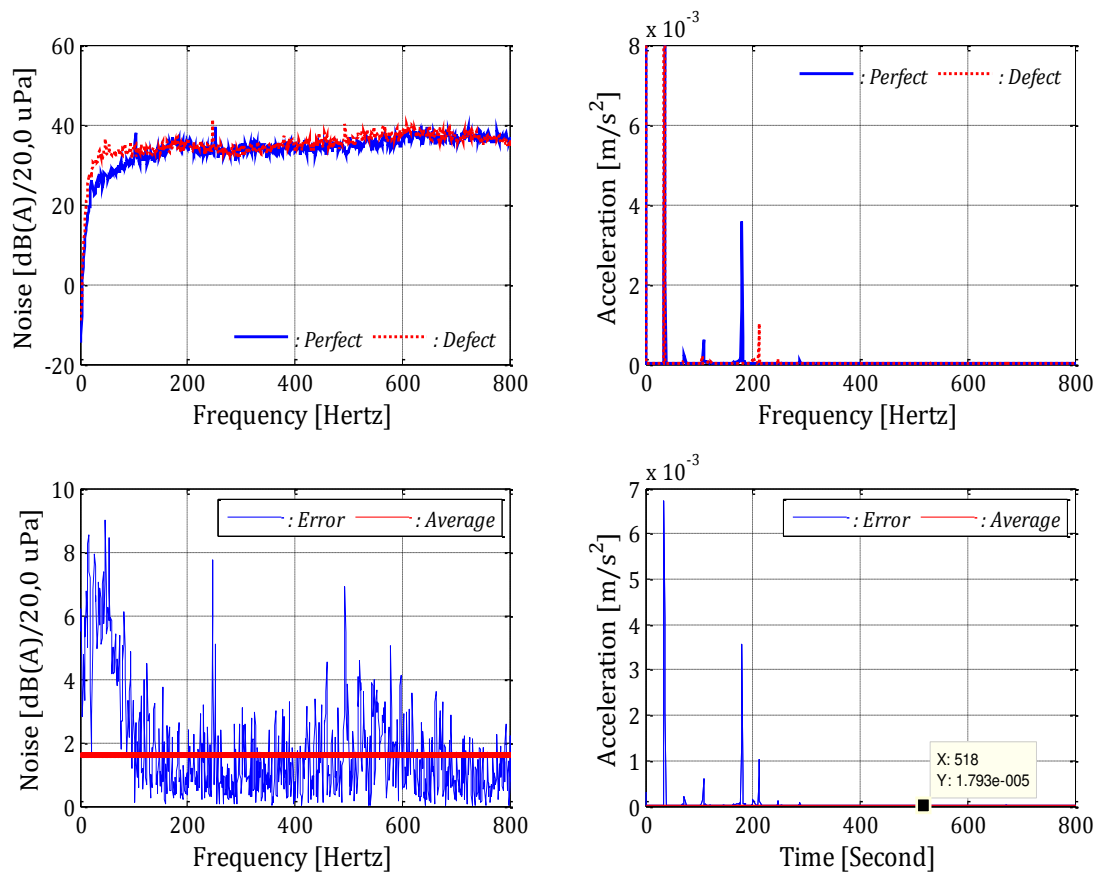 60
40
20
0
-20
Noise [dB(A)/20,0 uPa]
: Perfect : Defect
0 200 400 600 800
Frequency [Hertz]
x 10^-3
8
6
4
2
0
Acceleration [m/s^2]
: Perfect : Defect
0 200 400 600 800
Frequency [Hertz]
10
8
6
4
2
0
Noise [dB(A)/20,0 uPa]
: Error : Average
0 200 400 600 800
Frequency [Hertz]
x 10^-3
7
6
5
4
3
2
1
0
Acceleration [m/s^2]
: Error : Average
X: 518
Y: 1.793e-005
0 200 400 600 800
Time [Second]